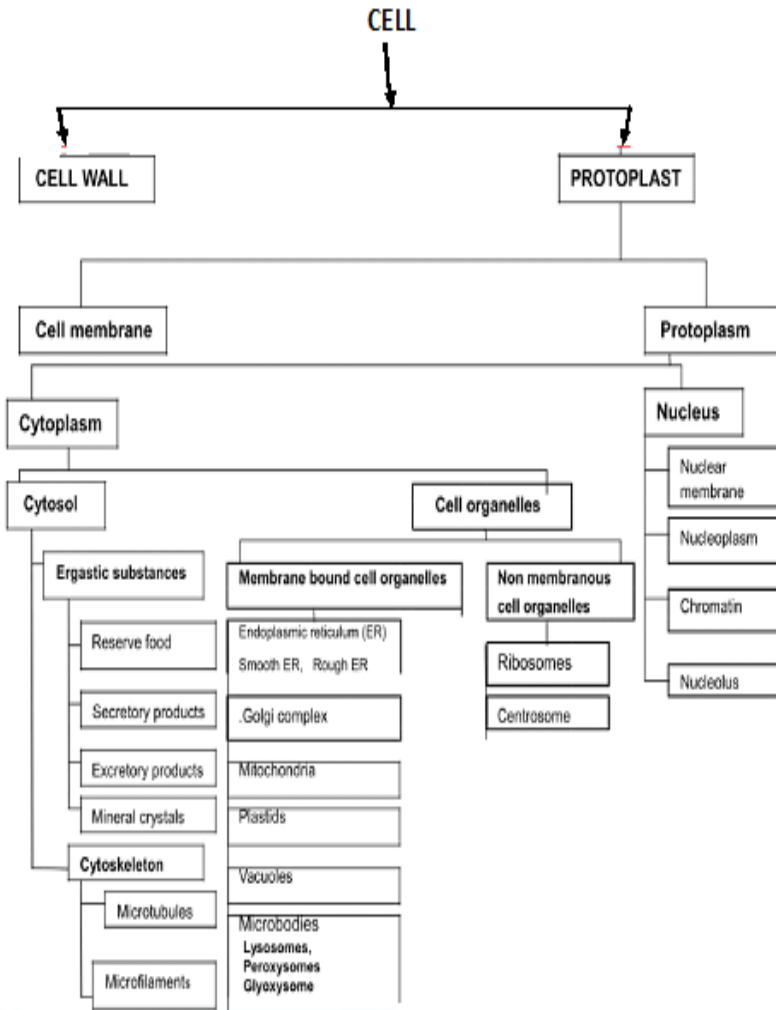 CELL
CELL WALL
PROTOPLAST
Cell membrane
Protoplasm
Cytoplasm
Nucleus
Nuclear
membrane
Nucleoplasm
Chromatin
Nucleolus
Cytosol
Cell organelles
Ergastic substances
Reserve food
Secretory products
Excretory products
Mineral crystals
Cytoskeleton
Microtubules
Microfilaments
Membrane bound cell organelles
Endoplasmic reticulum (ER)
Smooth ER, Rough ER
.Golgi complex
Mitochondria
Plastids
Vacuoles
Microbodies
Lysosomes,
Peroxysomes
Glyoxysome
Non membranous
cell organelles
Ribosomes
Centrosome